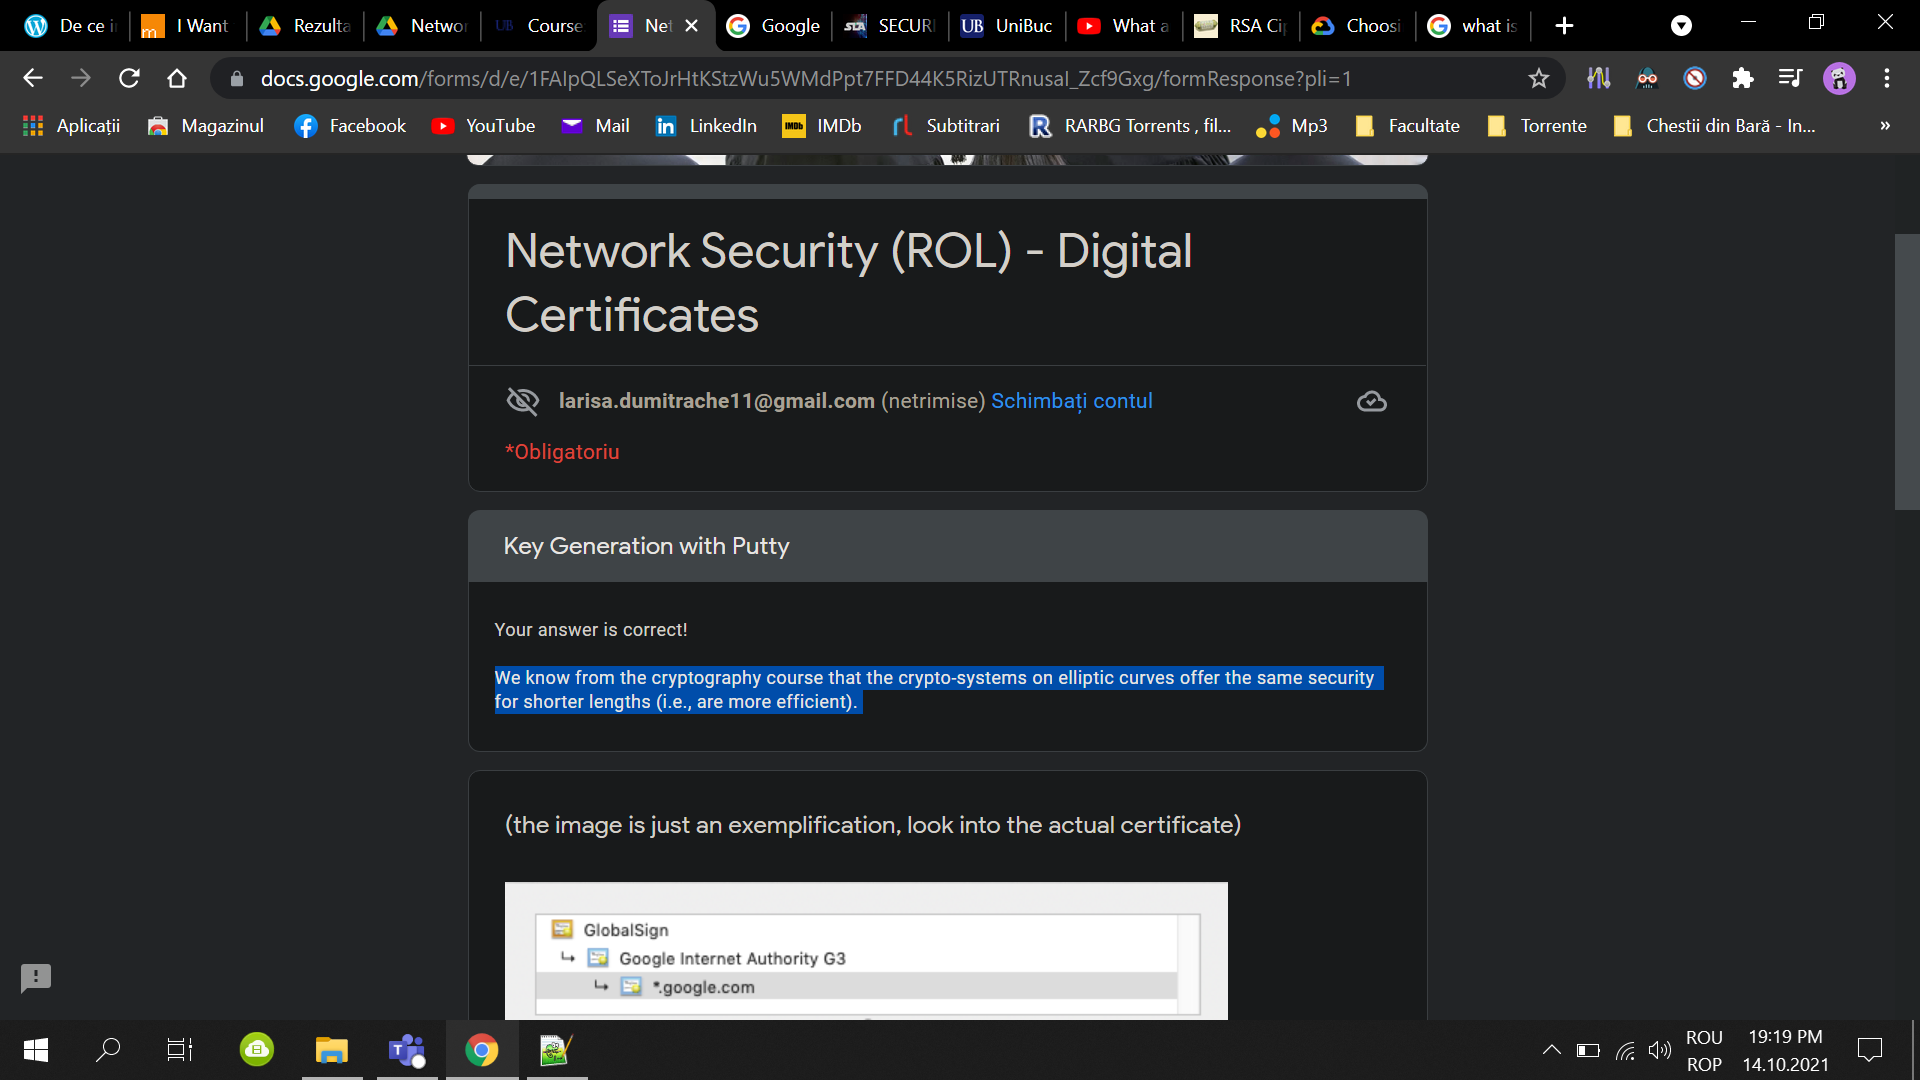 De ce i
I Want
Rezulta
Networ
UB Course
Net
Google
SECURI
UB UniBuc
What a
RSA Ci
Choosi
what is
docs.google.com/forms/d/e/1FAIpQLSeXToJrHtKStzWu5WMdPpt7FFD44K5RizUTRnusaI_Zcf9Gxg/formResponse?pli=1
Aplicații
Magazinul
Facebook
YouTube
Mail
LinkedIn
IMDb IMDb
rl Subtitrari
R RARBG Torrents , fil...
Mp3
Facultate
Torrente
Chestii din Bară - In...
»
Network Security (ROL) - Digital
Certificates
larisa.dumitrache11@gmail.com (netrimise) Schimbați contul
*Obligatoriu
Key Generation with Putty
Your answer is correct!
We know from the cryptography course that the crypto-systems on elliptic curves offer the same security
for shorter lengths (i.e., are more efficient).
(the image is just an exemplification, look into the actual certificate)
GlobalSign
Google Internet Authority G3
*.google.com
ROU
ROP
19:19 PM
14.10.2021